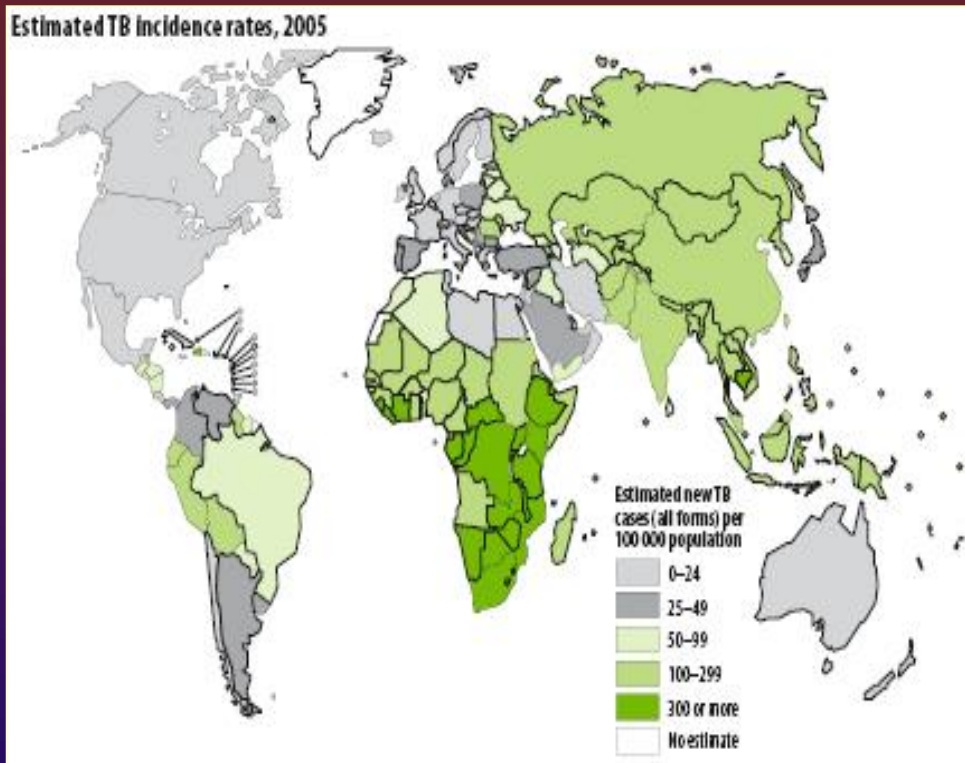 Estimated TB incidence rates, 2005
Estimated new TB
cases (all forms) per
100 000 population
0–24
25–49
50–99
100–299
300 or more
No estimate